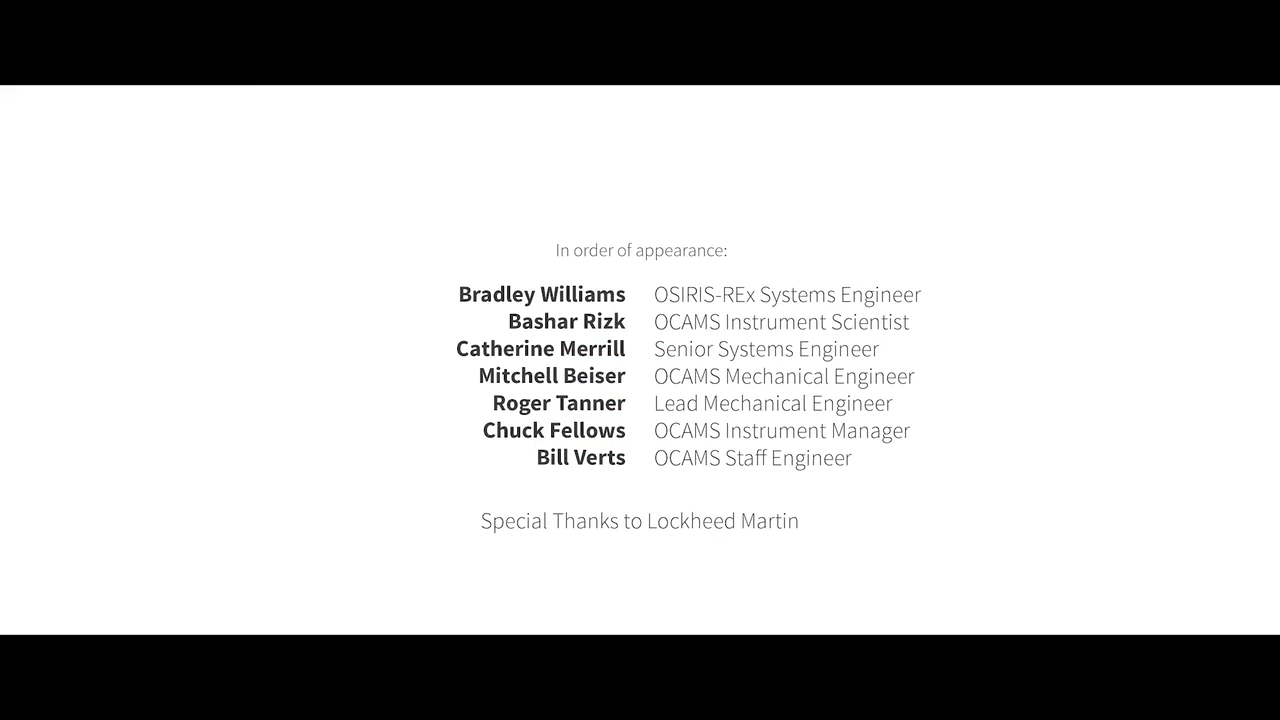 In order of appearance:
Bradley Williams OSIRIS-REx Systems Engineer
Bashar Rizk OCAMS Instrument Scientist
Catherine Merrill Senior Systems Engineer
Mitchell Beiser OCAMS Mechanical Engineer
Roger Tanner Lead Mechanical Engineer
Chuck Fellows OCAMS Instrument Manager
Bill Verts OCAMS Staff Engineer
Special Thanks to Lockheed Martin